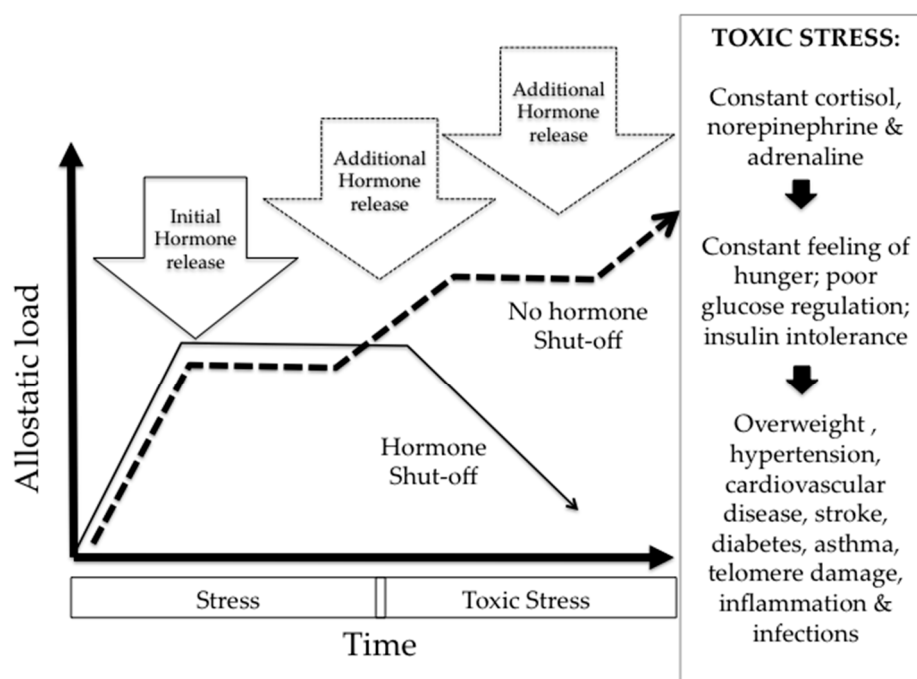 Initial
Hormone
release
Additional
Hormone
release
Additional
Hormone
release
Allostatic load
No hormone
Shut-off
Hormone
Shut-off
Stress
Toxic Stress
Time
TOXIC STRESS:
Constant cortisol,
norepinephrine &
adrenaline
Constant feeling of
hunger; poor
glucose regulation;
insulin intolerance
Overweight ,
hypertension,
cardiovascular
disease, stroke,
diabetes, asthma,
telomere damage,
inflammation &
infections